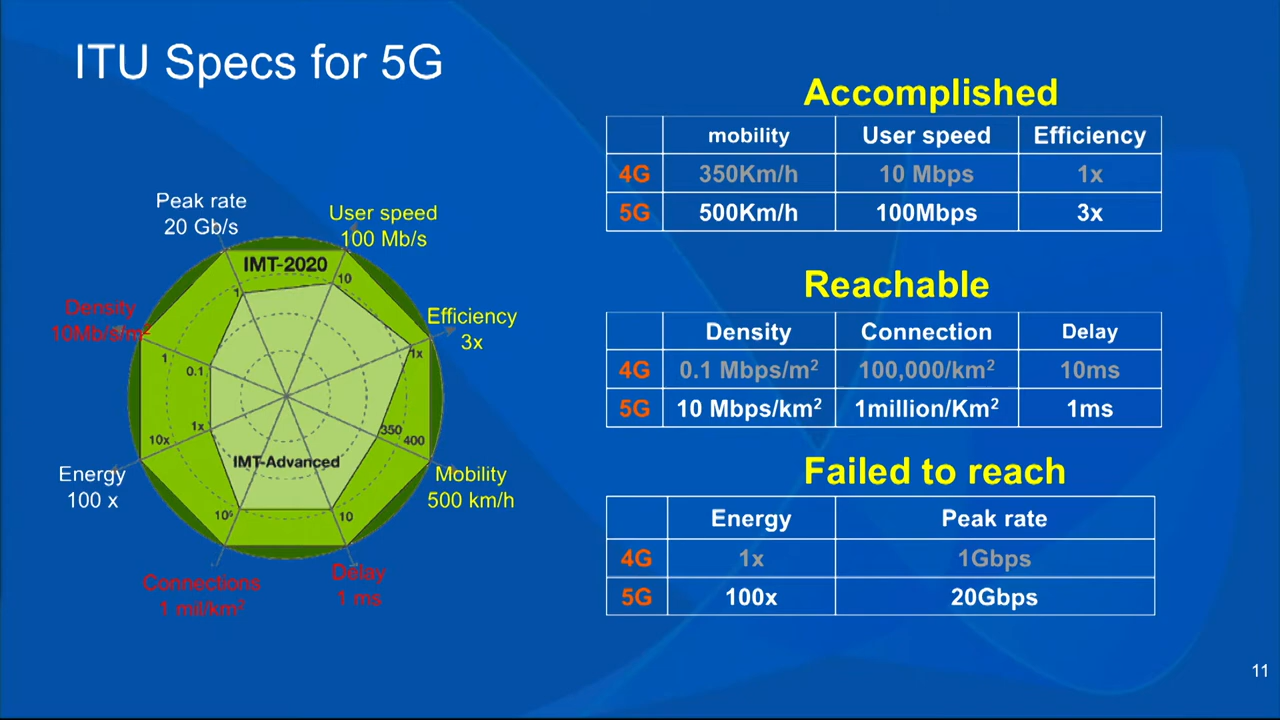 ITU Specs for 5G
Peak rate
20 Gb/s
User speed
100 Mb/s
Density
10Mb/s/m²
Efficiency
3x
Energy
100 x
Mobility
500 km/h
Connections
1 mil/km²
Delay
1 ms
IMT-2020
1
10
1
0.1
1x
1x
10x
350
400
IMT-Advanced
10⁵
10
Accomplished
mobility User speed Efficiency
4G 350Km/h 10 Mbps 1x
5G 500Km/h 100Mbps 3x
Reachable
Density Connection Delay
4G 0.1 Mbps/m² 100,000/km² 10ms
5G 10 Mbps/km² 1million/Km² 1ms
Failed to reach
Energy Peak rate
4G 1x 1Gbps
5G 100x 20Gbps
11